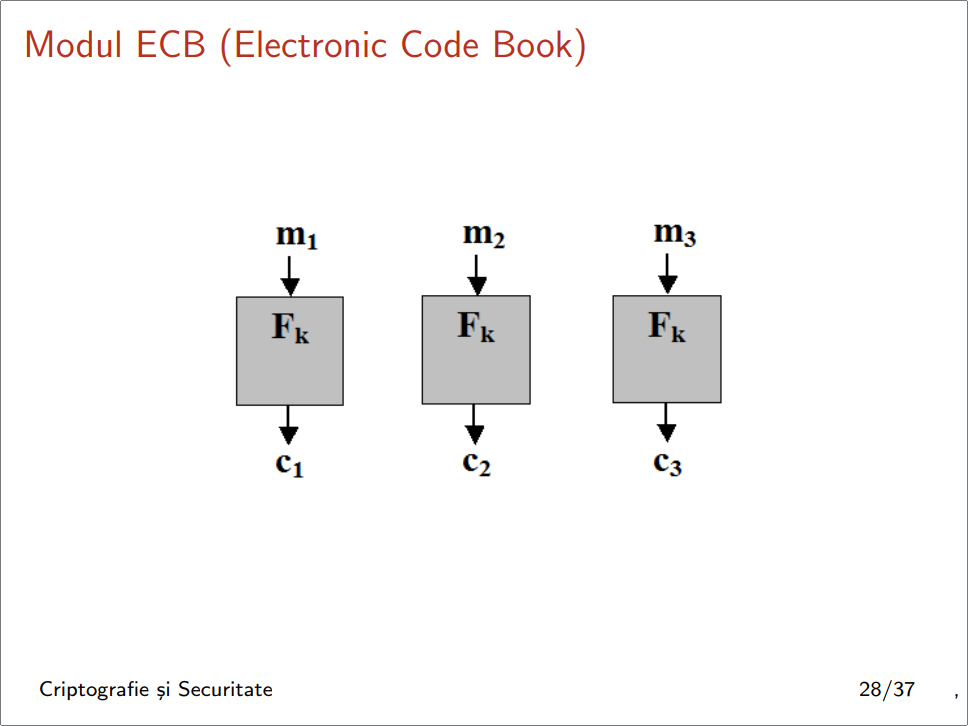 Modul ECB (Electronic Code Book)
m1 m2 m3
Fk Fk Fk
c1 c2 c3
Criptografie și Securitate 28/37 ,